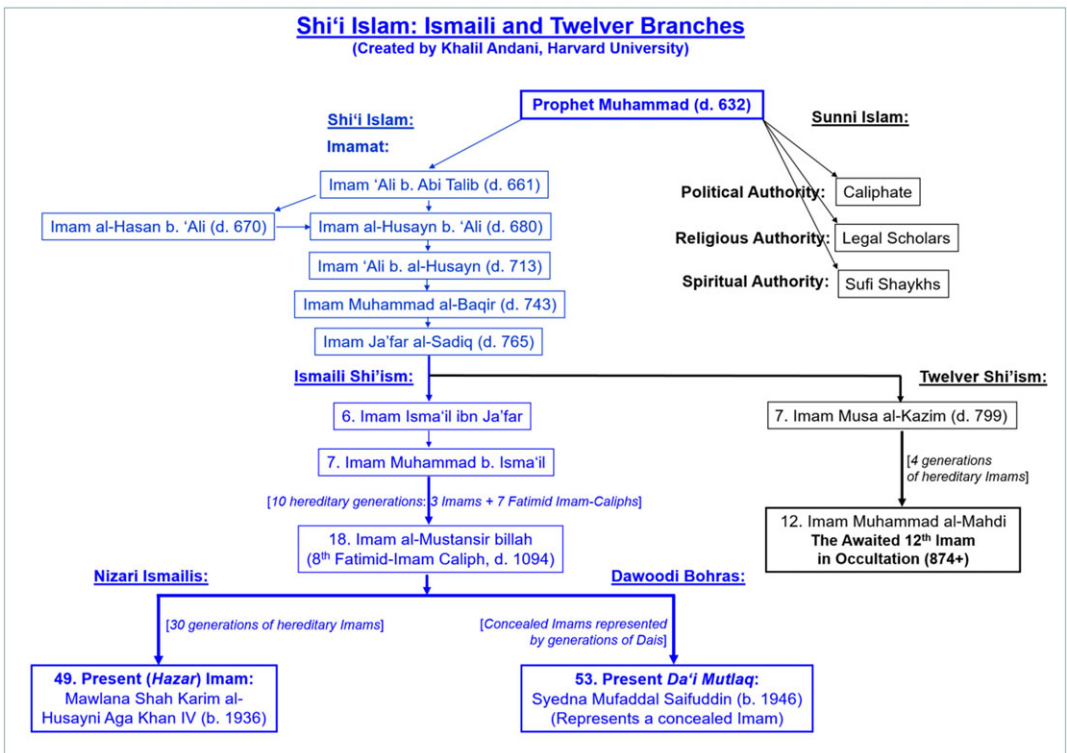 Shi‘i Islam: Ismaili and Twelver Branches
(Created by Khalil Andani, Harvard University)
Prophet Muhammad (d. 632)
Shi‘i Islam:
Imamat:
Sunni Islam:
Imam ‘Ali b. Abi Talib (d. 661)
Political Authority: Caliphate
Imam al-Hasan b. ‘Ali (d. 670)
Imam al-Husayn b. ‘Ali (d. 680)
Religious Authority: Legal Scholars
Imam ‘Ali b. al-Husayn (d. 713)
Spiritual Authority: Sufi Shaykhs
Imam Muhammad al-Baqir (d. 743)
Imam Ja’far al-Sadiq (d. 765)
Ismaili Shi’ism:
Twelver Shi’ism:
6. Imam Isma‘il ibn Ja’far
7. Imam Musa al-Kazim (d. 799)
7. Imam Muhammad b. Isma‘il
[4 generations
of hereditary Imams]
[10 hereditary generations: 3 Imams + 7 Fatimid Imam-Caliphs]
18. Imam al-Mustansir billah
(8th Fatimid-Imam Caliph, d. 1094)
12. Imam Muhammad al-Mahdi
The Awaited 12th Imam
in Occultation (874+)
Nizari Ismailis:
Dawoodi Bohras:
[30 generations of hereditary Imams]
[Concealed Imams represented
by generations of Dais]
49. Present (Hazar) Imam:
Mawlana Shah Karim al-
Husayni Aga Khan IV (b. 1936)
53. Present Da‘i Mutlaq:
Syedna Mufaddal Saifuddin (b. 1946)
(Represents a concealed Imam)